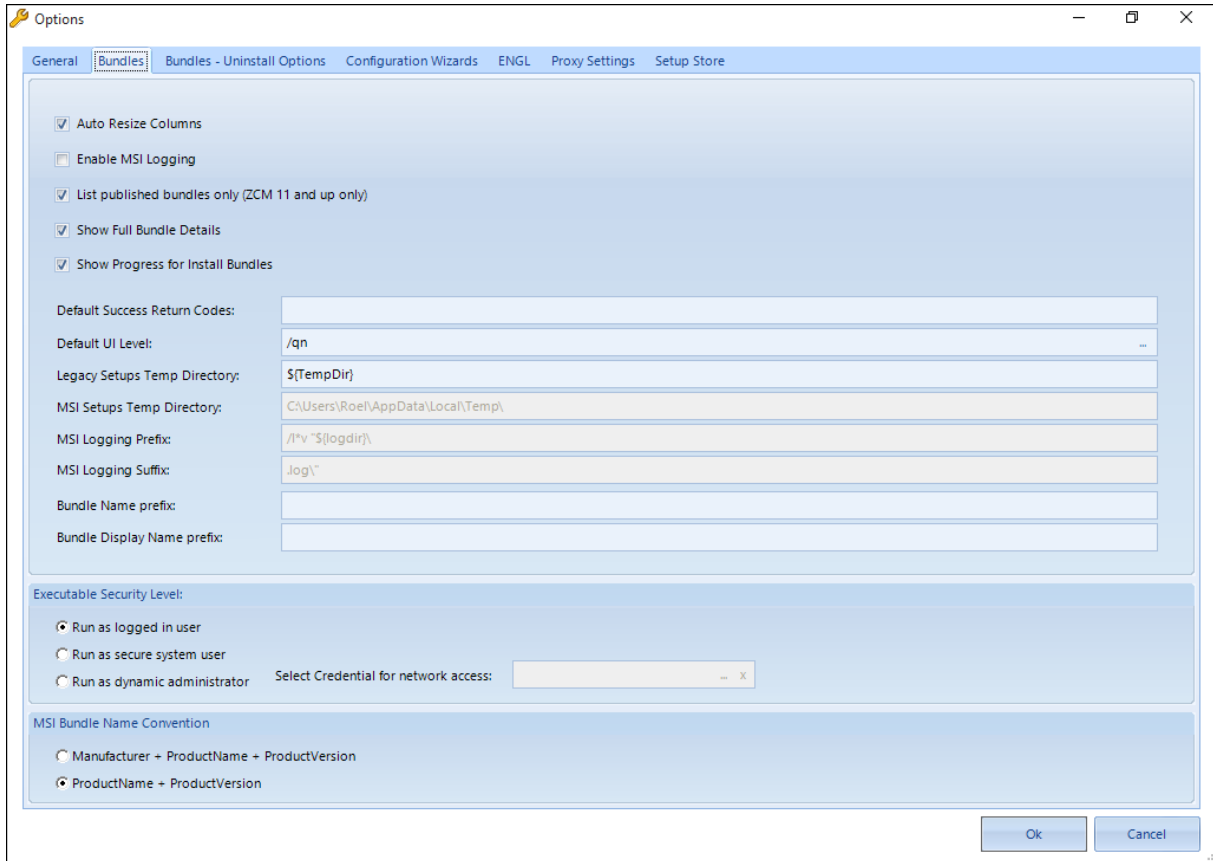 Options
General Bundles Bundles - Uninstall Options Configuration Wizards ENGL Proxy Settings Setup Store
Auto Resize Columns
Enable MSI Logging
List published bundles only (ZCM 11 and up only)
Show Full Bundle Details
Show Progress for Install Bundles
Default Success Return Codes:
Default UI Level: /qn ...
Legacy Setups Temp Directory: ${TempDir}
MSI Setups Temp Directory: C:\Users\Roel\AppData\Local\Temp\
MSI Logging Prefix: /l*v "${logdir}\
MSI Logging Suffix: .log\"
Bundle Name prefix:
Bundle Display Name prefix:
Executable Security Level:
Run as logged in user
Run as secure system user
Run as dynamic administrator Select Credential for network access: ... x
MSI Bundle Name Convention
Manufacturer + ProductName + ProductVersion
ProductName + ProductVersion
Ok Cancel